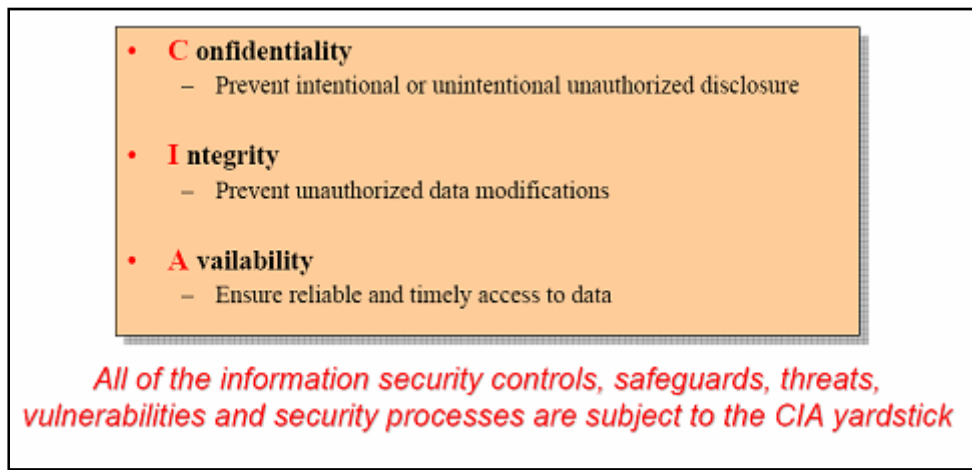 • C onfidentiality
– Prevent intentional or unintentional unauthorized disclosure
• I ntegrity
– Prevent unauthorized data modifications
• A vailability
– Ensure reliable and timely access to data
All of the information security controls, safeguards, threats,
vulnerabilities and security processes are subject to the CIA yardstick